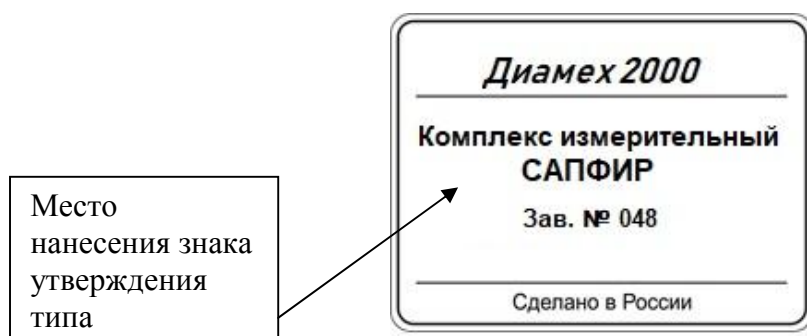 Диамех 2000
Комплекс измерительный
САПФИР
Зав. № 048
Сделано в России
Место
нанесения знака
утверждения
типа